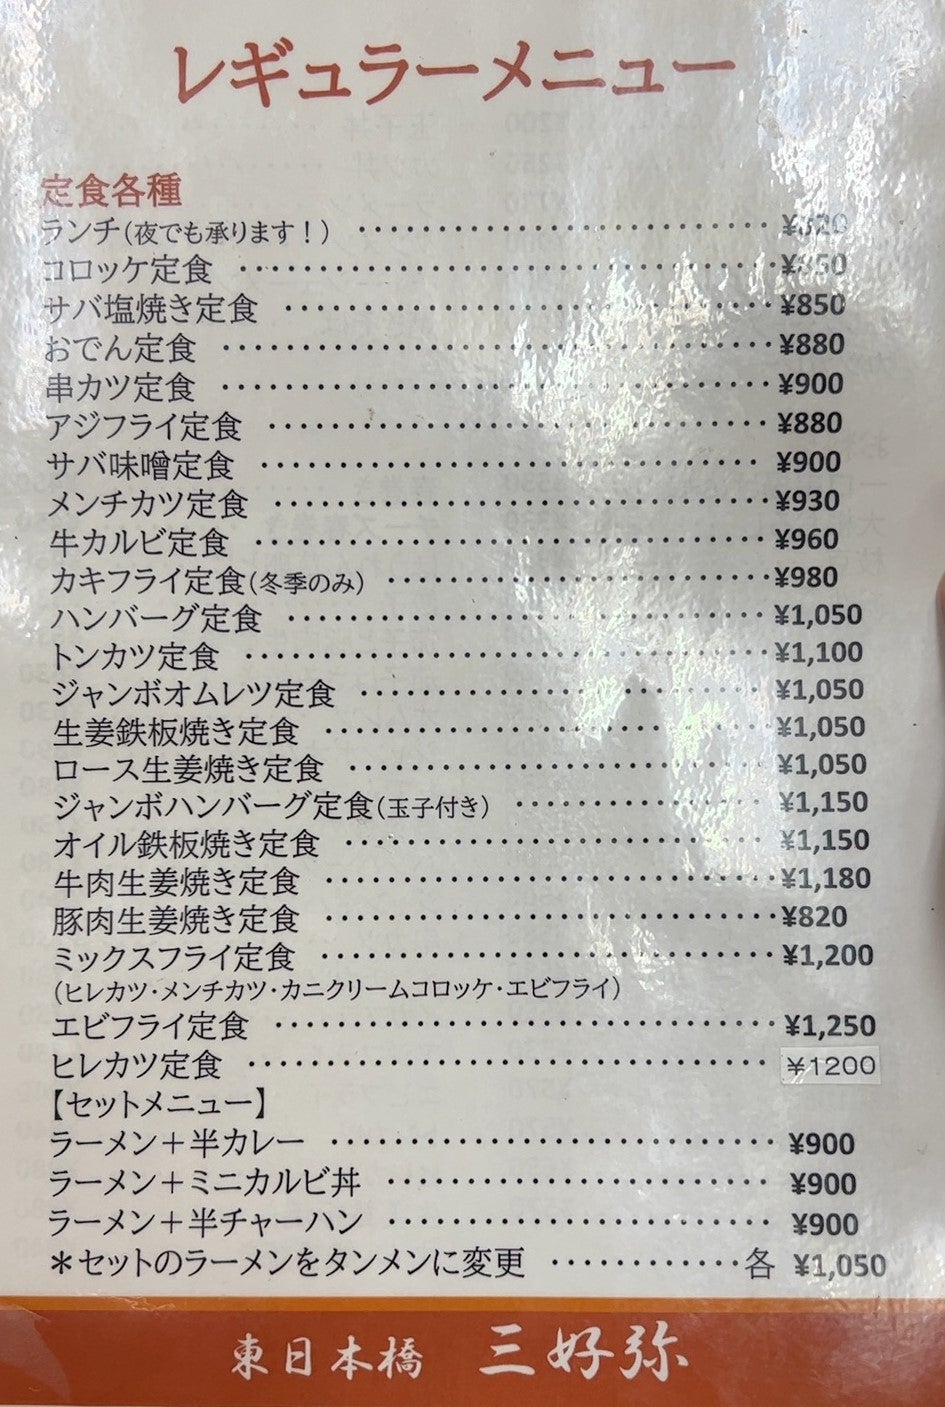 レギュラーメニュー
定食各種
ランチ（夜でも承ります！） ････････････････････････････ ¥820
コロッケ定食 ････････････････････････････････････ ¥850
サバ塩焼き定食 ････････････････････････････････ ¥850
おでん定食 ･････････････････････････････････････ ¥880
串カツ定食 ･････････････････････････････････････ ¥900
アジフライ定食 ･････････････････････････････････ ¥880
サバ味噌定食 ･･････････････････････････････････ ¥900
メンチカツ定食 ･････････････････････････････････ ¥930
牛カルビ定食 ･･････････････････････････････････ ¥960
カキフライ定食（冬季のみ） ･･････････････････････････ ¥980
ハンバーグ定食 ････････････････････････････････ ¥1,050
トンカツ定食 ･･･････････････････････････････････ ¥1,100
ジャンボオムレツ定食 ･･･････････････････････････ ¥1,050
生姜鉄板焼き定食 ･････････････････････････････ ¥1,050
ロース生姜焼き定食 ････････････････････････････ ¥1,050
ジャンボハンバーグ定食（玉子付き） ･････････････････ ¥1,150
オイル鉄板焼き定食 ････････････････････････････ ¥1,150
牛肉生姜焼き定食 ･･････････････････････････････ ¥1,180
豚肉生姜焼き定食 ･･････････････････････････････ ¥820
ミックスフライ定食 ･･････････････････････････････ ¥1,200
（ヒレカツ・メンチカツ・カニクリームコロッケ・エビフライ）
エビフライ定食 ･････････････････････････････････ ¥1,250
ヒレカツ定食 ･･･････････････････････････････････ ¥1200
【セットメニュー】
ラーメン＋半カレー ･････････････････････････････ ¥900
ラーメン＋ミニカルビ丼 ･････････････････････････ ¥900
ラーメン＋半チャーハン ･････････････････････････ ¥900
＊セットのラーメンをタンメンに変更 ････････････各 ¥1,050
東日本橋 三好弥